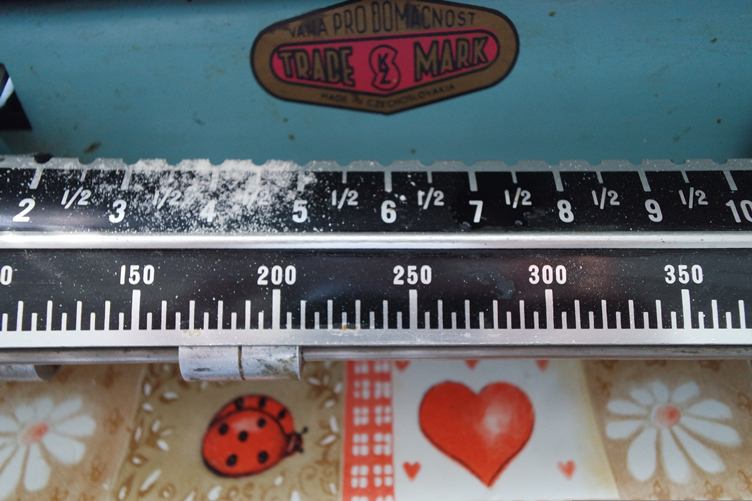 VÁHA PRO DOMÁCNOST
TRADE KZ MARK
MADE IN CZECHOSLOVAKIA
2 1/2 3 1/2 4 1/2 5 1/2 6 1/2 7 1/2 8 1/2 9 1/2 10
0 150 200 250 300 350